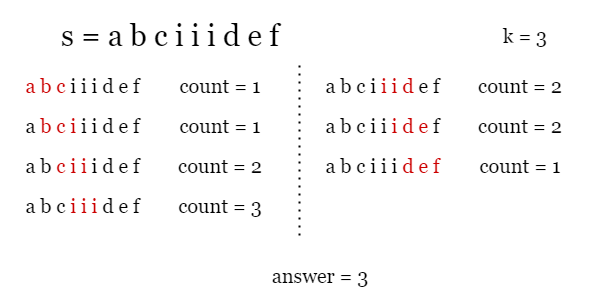 s = a b c i i i d e f
k = 3
a b c i i i d e f count = 1
a b c i i i d e f count = 1
a b c i i i d e f count = 2
a b c i i i d e f count = 3
a b c i i i d e f count = 2
a b c i i i d e f count = 2
a b c i i i d e f count = 1
answer = 3